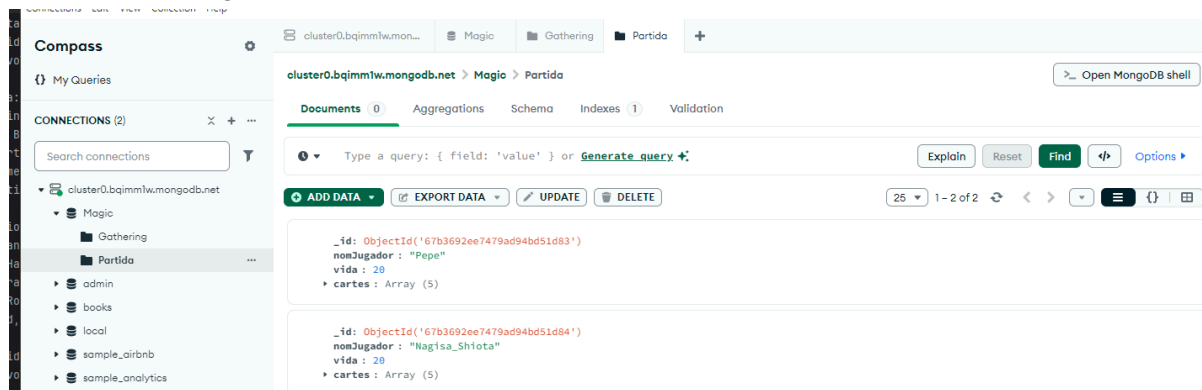 Connections Edit View Collection Help
Compass
{} My Queries
CONNECTIONS (2)
Search connections
cluster0.bqimm1w.mongodb.net
Magic
Gathering
Partida
admin
books
local
sample_airbnb
sample_analytics
cluster0.bqimm1w.mon... Magic Gathering Partida +
cluster0.bqimm1w.mongodb.net > Magic > Partida
>_ Open MongoDB shell
Documents 0 Aggregations Schema Indexes 1 Validation
Type a query: { field: 'value' } or Generate query
Explain Reset Find </> Options
ADD DATA EXPORT DATA UPDATE DELETE
25 1 – 2 of 2
_id: ObjectId('67b3692ee7479ad94bd51d83')
nomJugador : "Pepe"
vida : 20
cartes : Array (5)
_id: ObjectId('67b3692ee7479ad94bd51d84')
nomJugador : "Nagisa_Shiota"
vida : 20
cartes : Array (5)